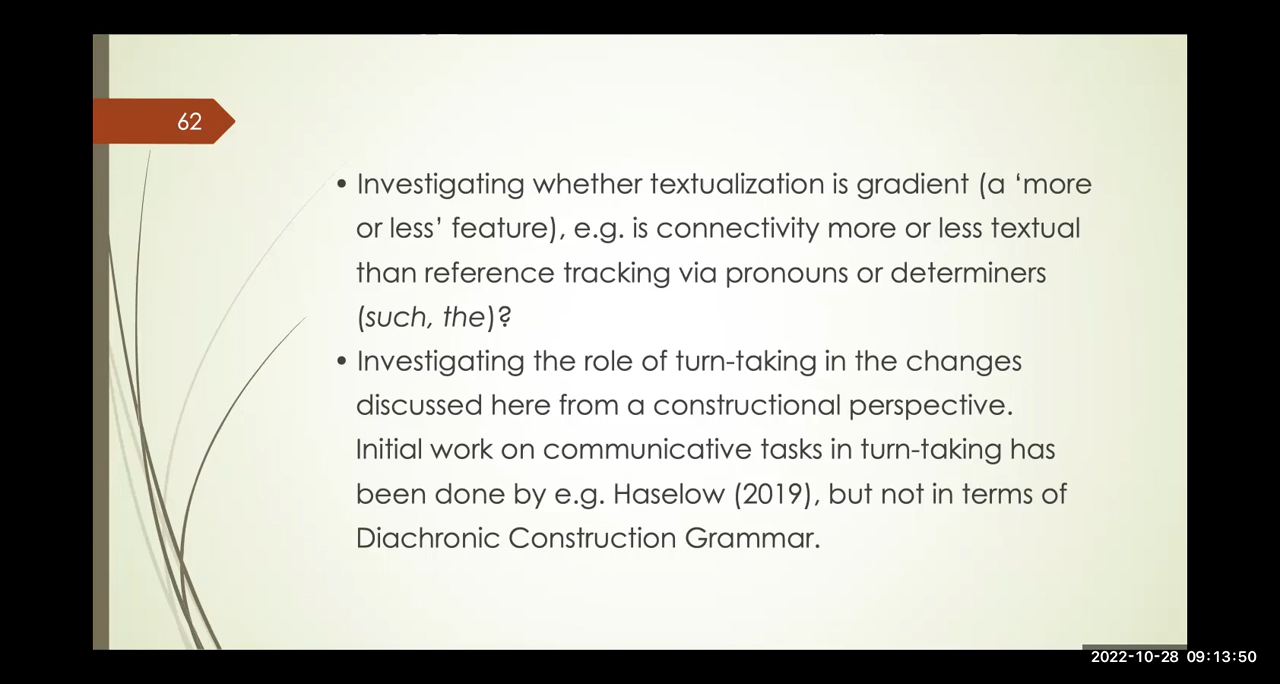 62
• Investigating whether textualization is gradient (a ‘more
or less’ feature), e.g. is connectivity more or less textual
than reference tracking via pronouns or determiners
(such, the)?
• Investigating the role of turn-taking in the changes
discussed here from a constructional perspective.
Initial work on communicative tasks in turn-taking has
been done by e.g. Haselow (2019), but not in terms of
Diachronic Construction Grammar.
2022-10-28 09:13:50